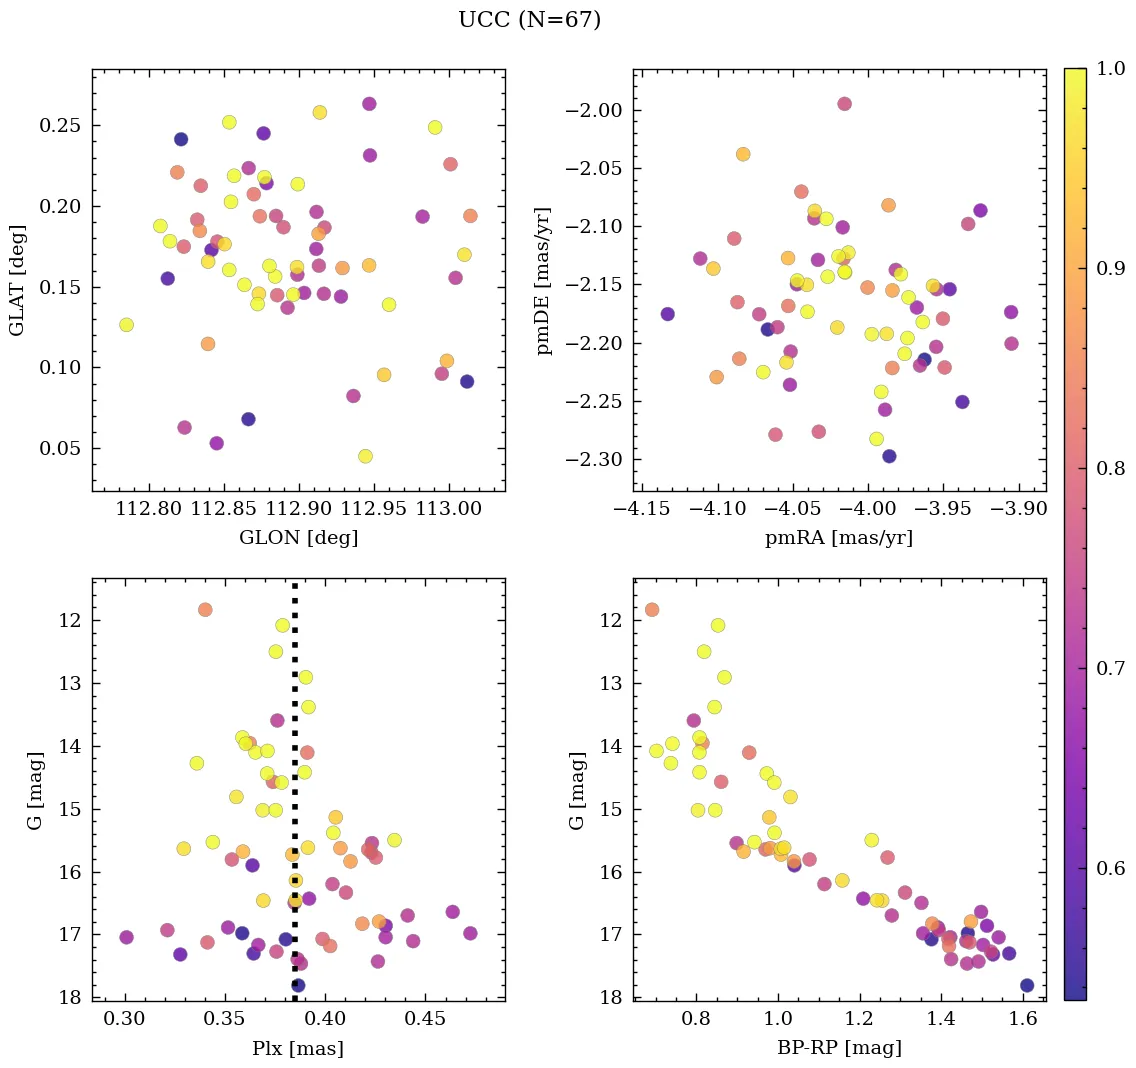 UCC (N=67)
0.25
0.20
0.15
0.10
0.05
GLAT [deg]
112.80 112.85 112.90 112.95 113.00
GLON [deg]
−2.00
−2.05
−2.10
−2.15
−2.20
−2.25
−2.30
pmDE [mas/yr]
−4.15 −4.10 −4.05 −4.00 −3.95 −3.90
pmRA [mas/yr]
1.0
0.9
0.8
0.7
0.6
12
13
14
15
16
17
18
G [mag]
0.30 0.35 0.40 0.45
Plx [mas]
12
13
14
15
16
17
18
G [mag]
0.8 1.0 1.2 1.4 1.6
BP-RP [mag]